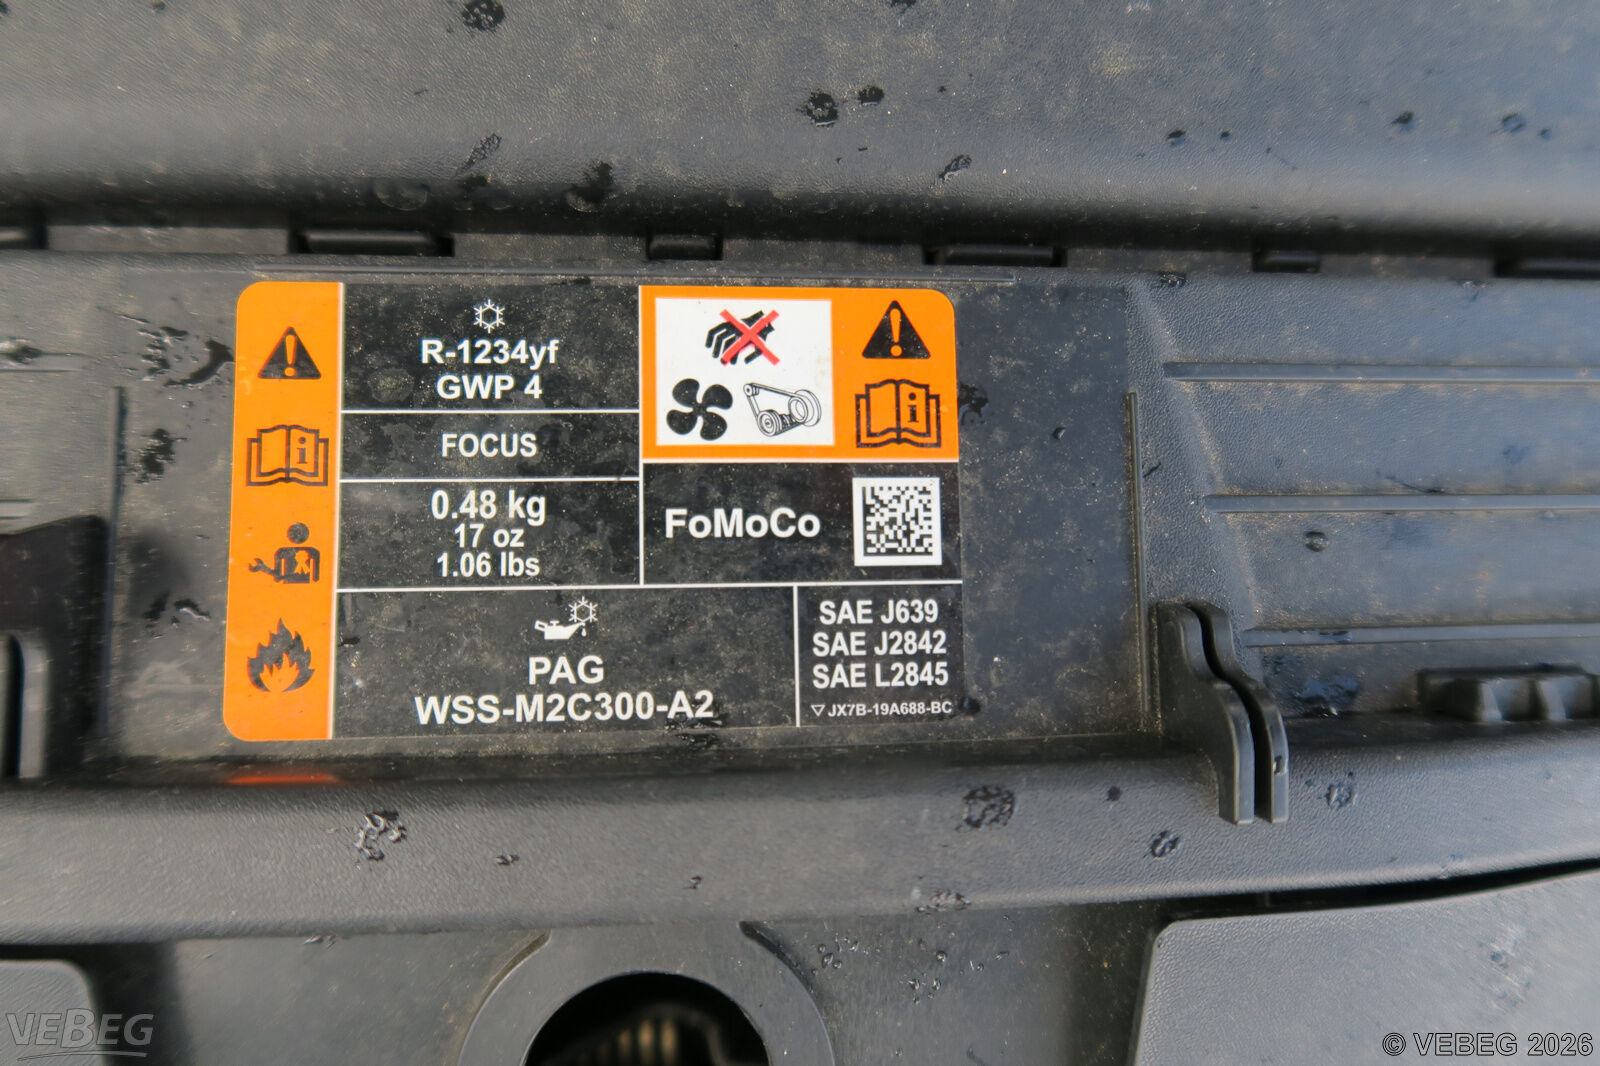 R-1234yf
GWP 4
FOCUS
0.48 kg
17 oz
1.06 lbs
FoMoCo
PAG
WSS-M2C300-A2
SAE J639
SAE J2842
SAE L2845
▽ JX7B-19A688-BC
VEBEG
© VEBEG 2026